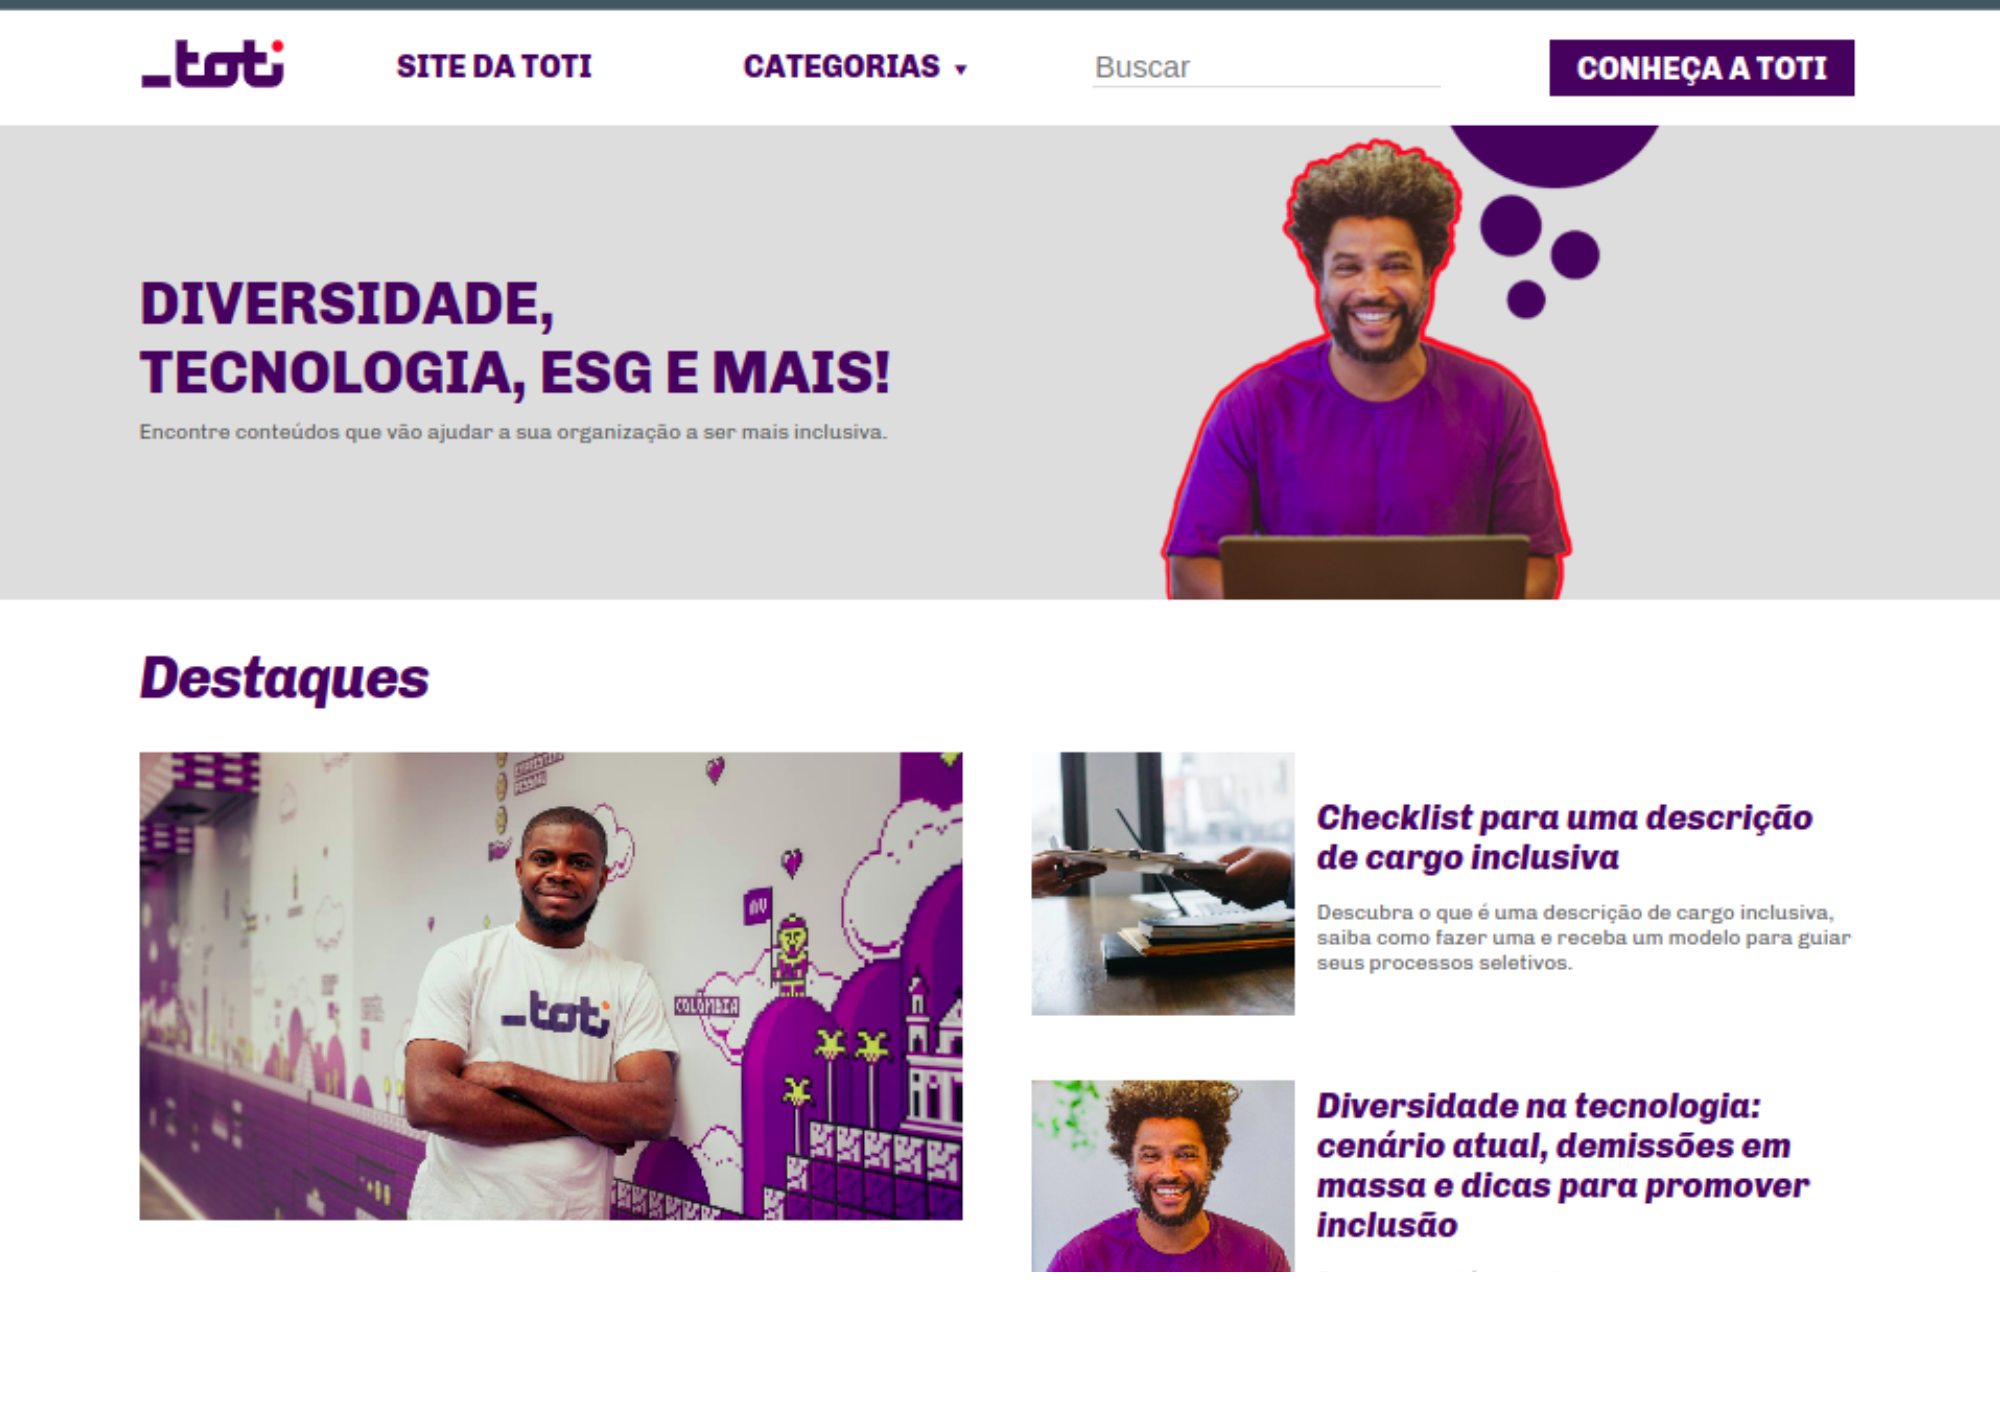 _toti
SITE DA TOTI
CATEGORIAS ▼
Buscar
CONHEÇA A TOTI
DIVERSIDADE,
TECNOLOGIA, ESG E MAIS!
Encontre conteúdos que vão ajudar a sua organização a ser mais inclusiva.
Destaques
_toti
COLÔMBIA
Checklist para uma descrição
de cargo inclusiva
Descubra o que é uma descrição de cargo inclusiva,
saiba como fazer uma e receba um modelo para guiar
seus processos seletivos.
Diversidade na tecnologia:
cenário atual, demissões em
massa e dicas para promover
inclusão